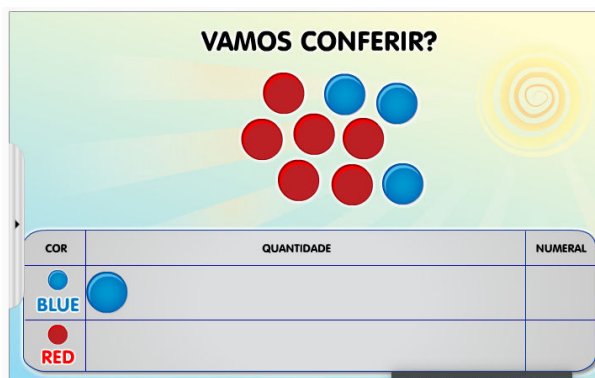 VAMOS CONFERIR?
COR QUANTIDADE NUMERAL
BLUE
RED